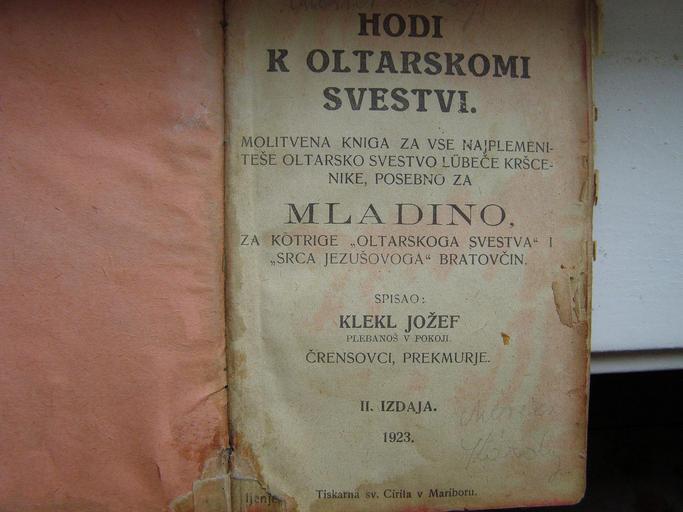 HODI
K OLTARSKOMI
SVESTVI.
MOLITVENA KNIGA ZA VSE NAJPLEMENI-
TEŠE OLTARSKO SVESTVO LÜBEČE KRŠČE-
NIKE, POSEBNO ZA
MLADINO,
ZA KOTRIGE „OLTARSKOGA SVESTVA“ I
„SRCA JEZUŠOVOGA“ BRATOVČIN.
SPISAO:
KLEKL JOŽEF
PLEBANOŠ V POKOJI.
ČRENSOVCI, PREKMURJE.
II. IZDAJA.
1923.
Tiskarna sv. Cirila v Mariboru.